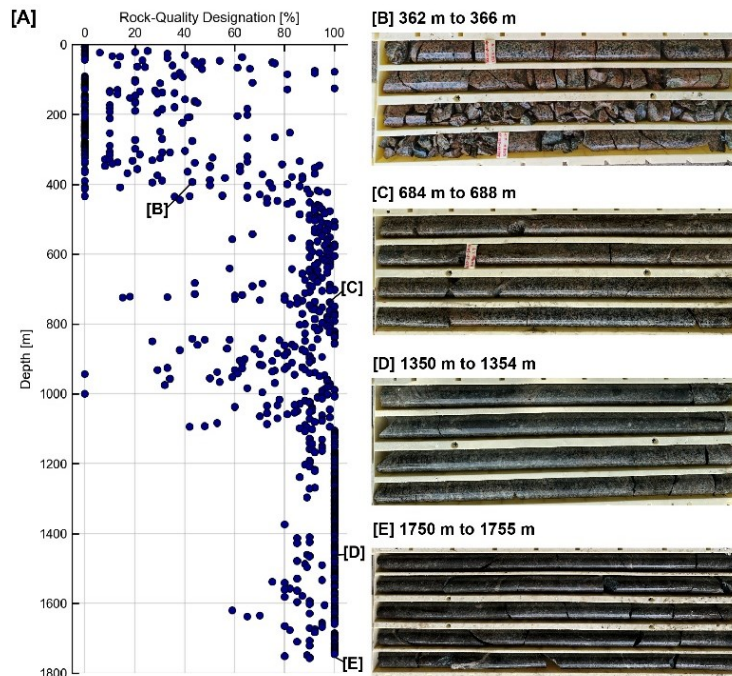 [A]
Rock-Quality Designation [%]
0 20 40 60 80 100
Depth [m]
0
200
400
600
800
1000
1200
1400
1600
1800
[B]
[C]
[D]
[E]
[B] 362 m to 366 m
[C] 684 m to 688 m
[D] 1350 m to 1354 m
[E] 1750 m to 1755 m